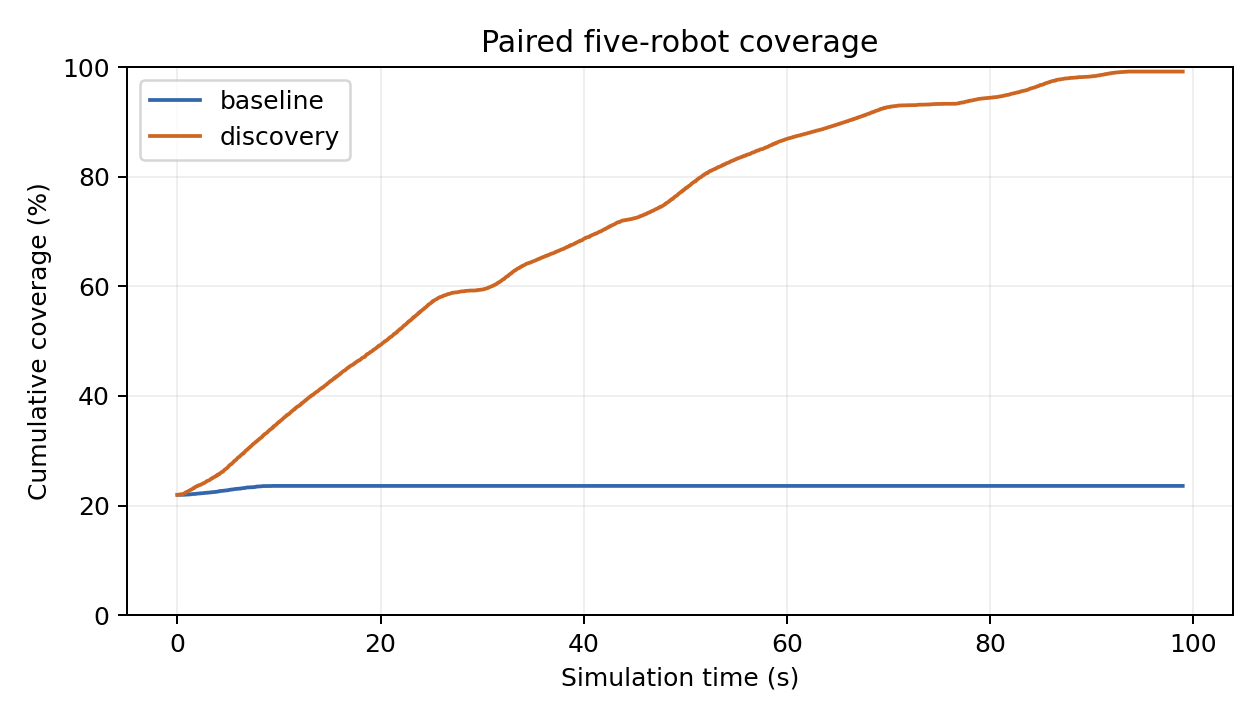 Paired five-robot coverage
baseline
discovery
Cumulative coverage (%)
100
80
60
40
20
0
0 20 40 60 80 100
Simulation time (s)